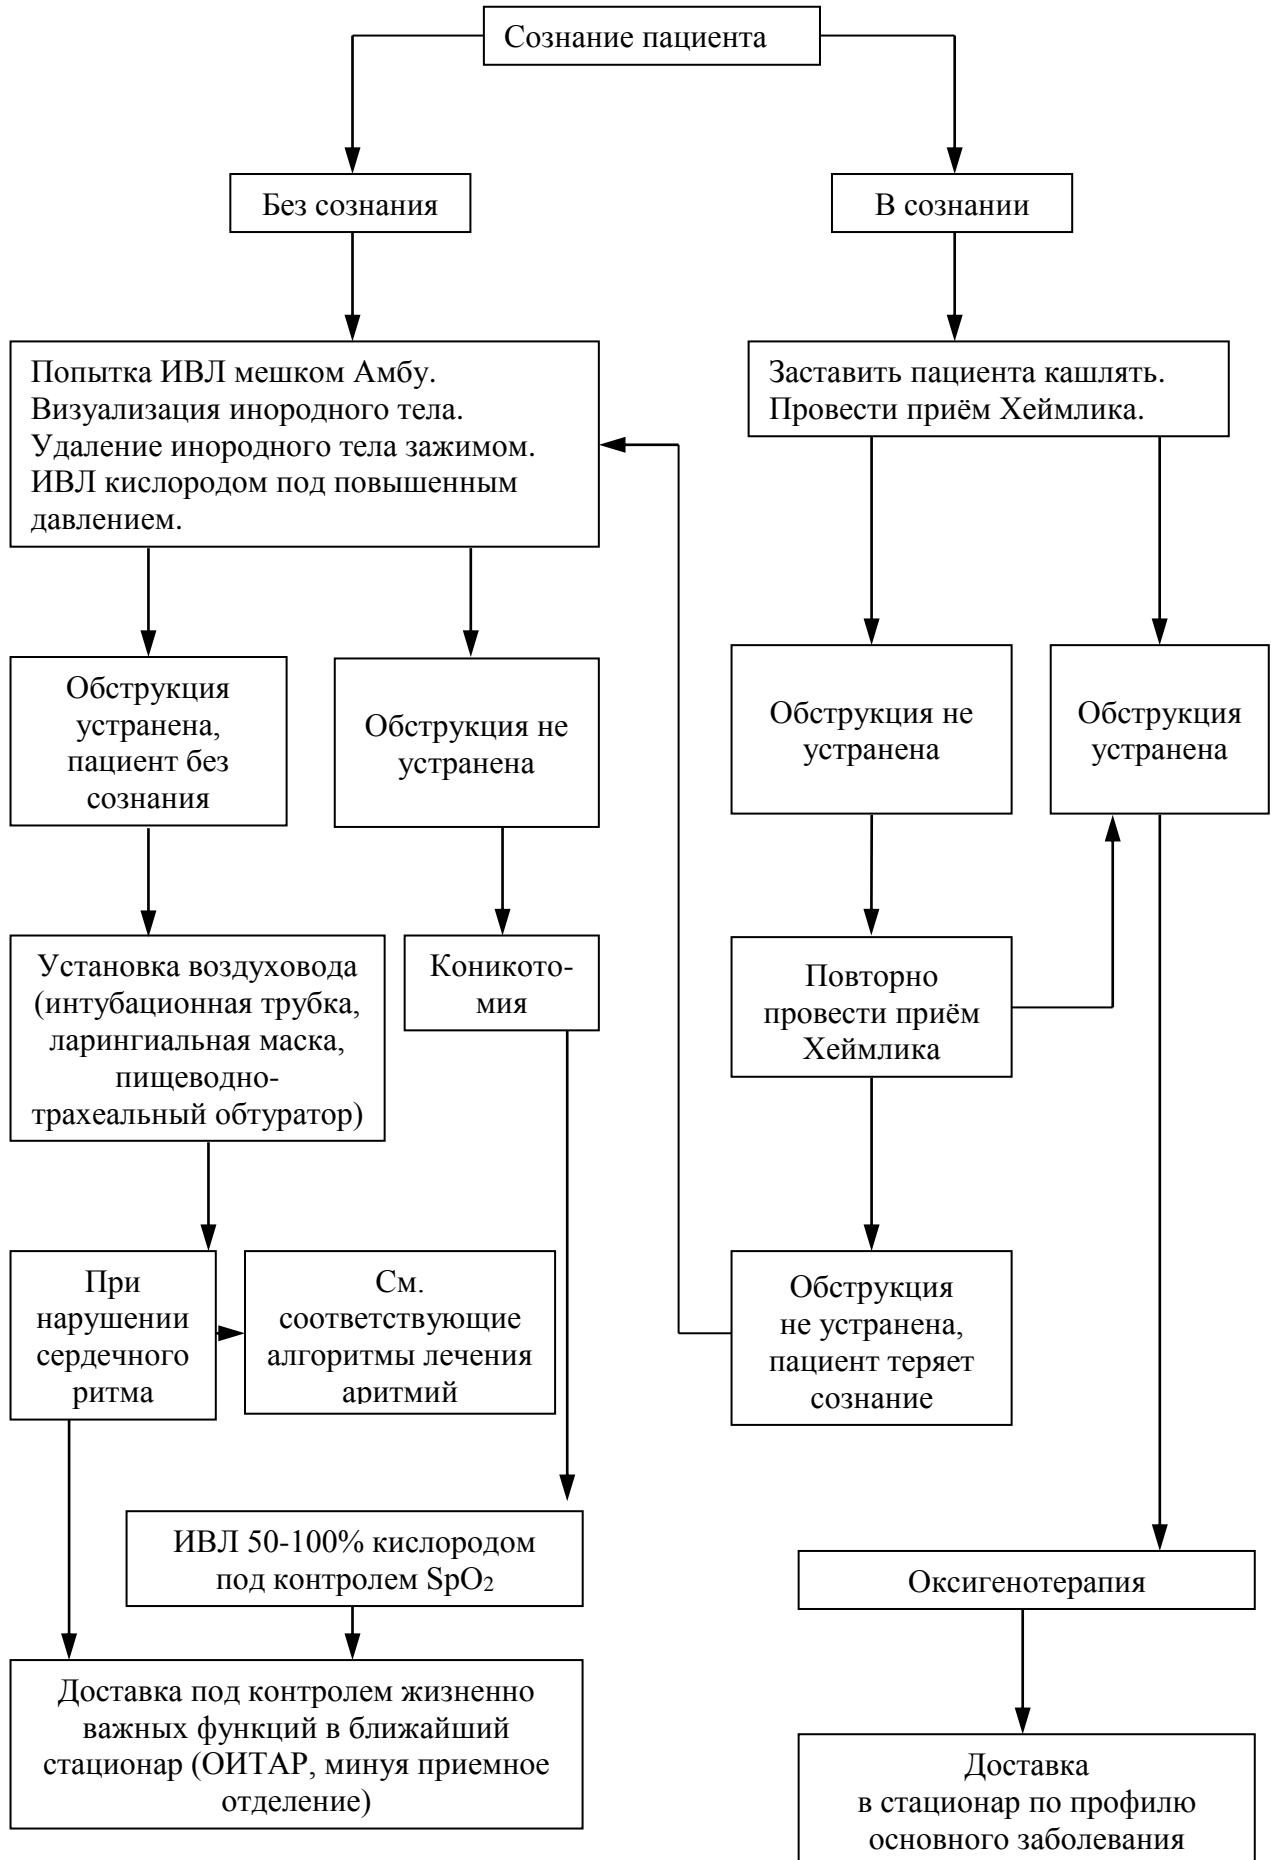 Сознание пациента
Без сознания
В сознании
Попытка ИВЛ мешком Амбу.
Визуализация инородного тела.
Удаление инородного тела зажимом.
ИВЛ кислородом под повышенным
давлением.
Заставить пациента кашлять.
Провести приём Хеймлика.
Обструкция
устранена,
пациент без
сознания
Обструкция не
устранена
Обструкция не
устранена
Обструкция
устранена
Установка воздуховода
(интубационная трубка,
ларингиальная маска,
пищеводно-
трахеальный обтуратор)
Коникото-
мия
Повторно
провести приём
Хеймлика
При
нарушении
сердечного
ритма
См.
соответствующие
алгоритмы лечения
аритмий
Обструкция
не устранена,
пациент теряет
сознание
ИВЛ 50-100% кислородом
под контролем SpO₂
Оксигенотерапия
Доставка под контролем жизненно
важных функций в ближайший
стационар (ОИТАР, минуя приемное
отделение)
Доставка
в стационар по профилю
основного заболевания